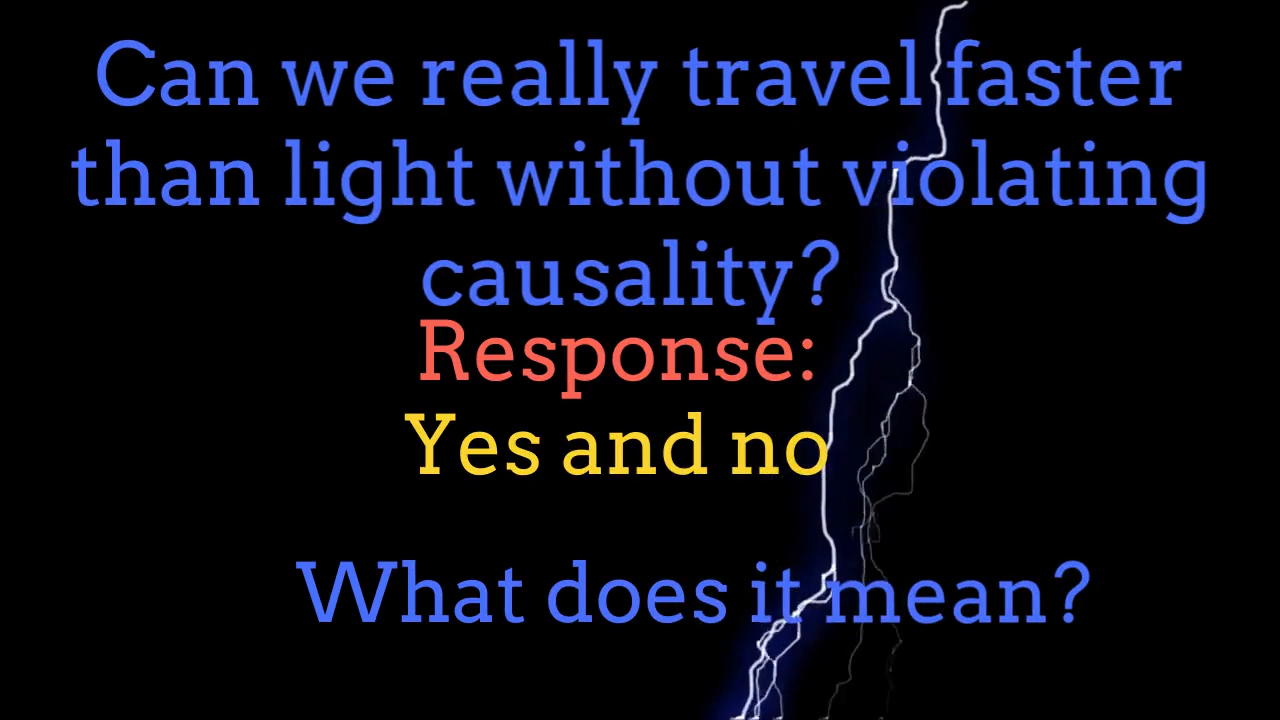 Can we really travel faster
than light without violating
causality?
Response:
Yes and no
What does it mean?